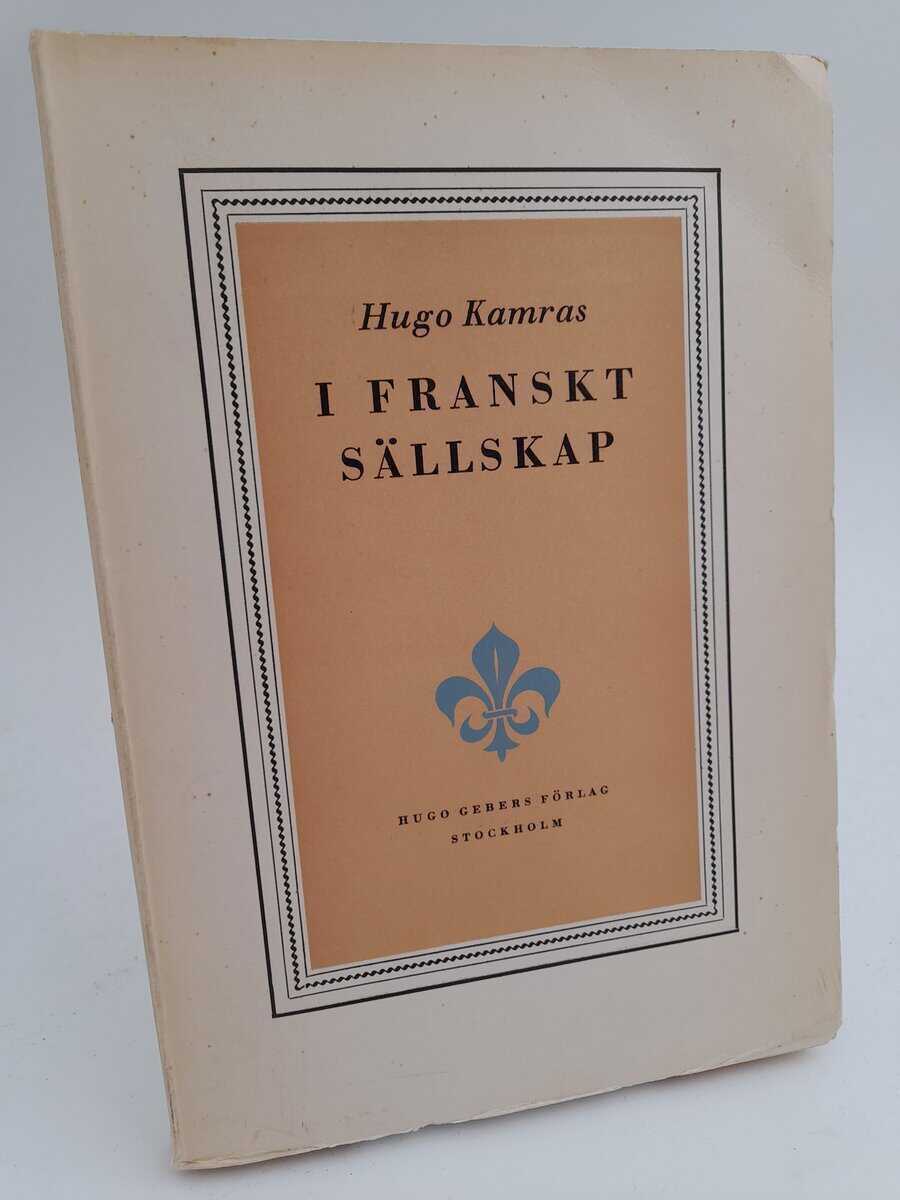 Hugo Kamras
I FRANSKT
SÄLLSKAP
HUGO GEBERS FÖRLAG
STOCKHOLM